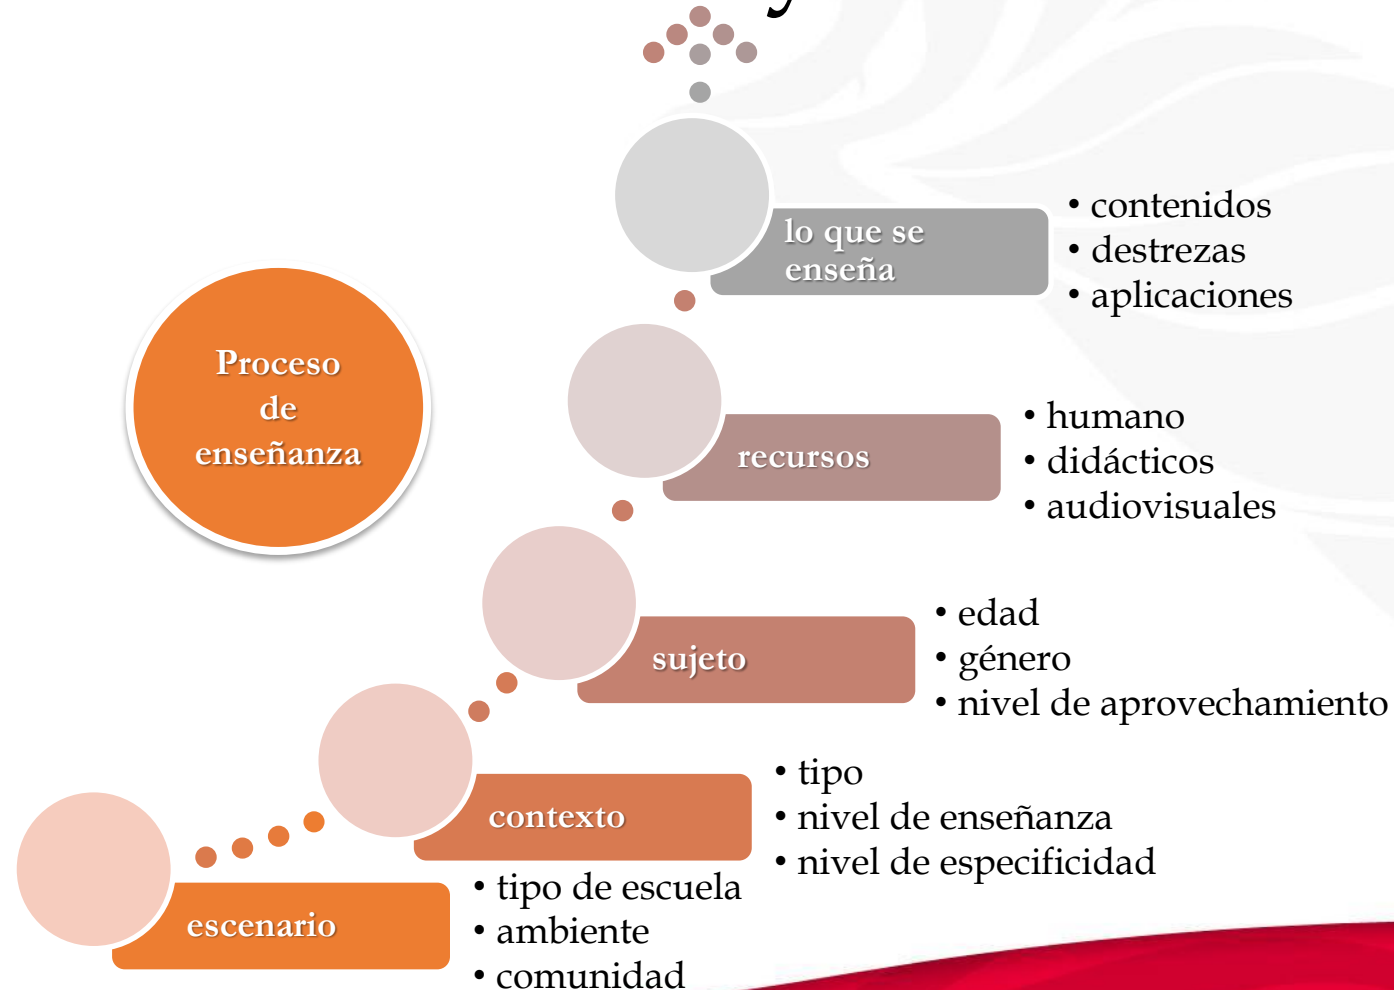 y
lo que se
enseña
• contenidos
• destrezas
• aplicaciones
Proceso
de
enseñanza
recursos
• humano
• didácticos
• audiovisuales
sujeto
• edad
• género
• nivel de aprovechamiento
contexto
• tipo
• nivel de enseñanza
• nivel de especificidad
escenario
• tipo de escuela
• ambiente
• comunidad